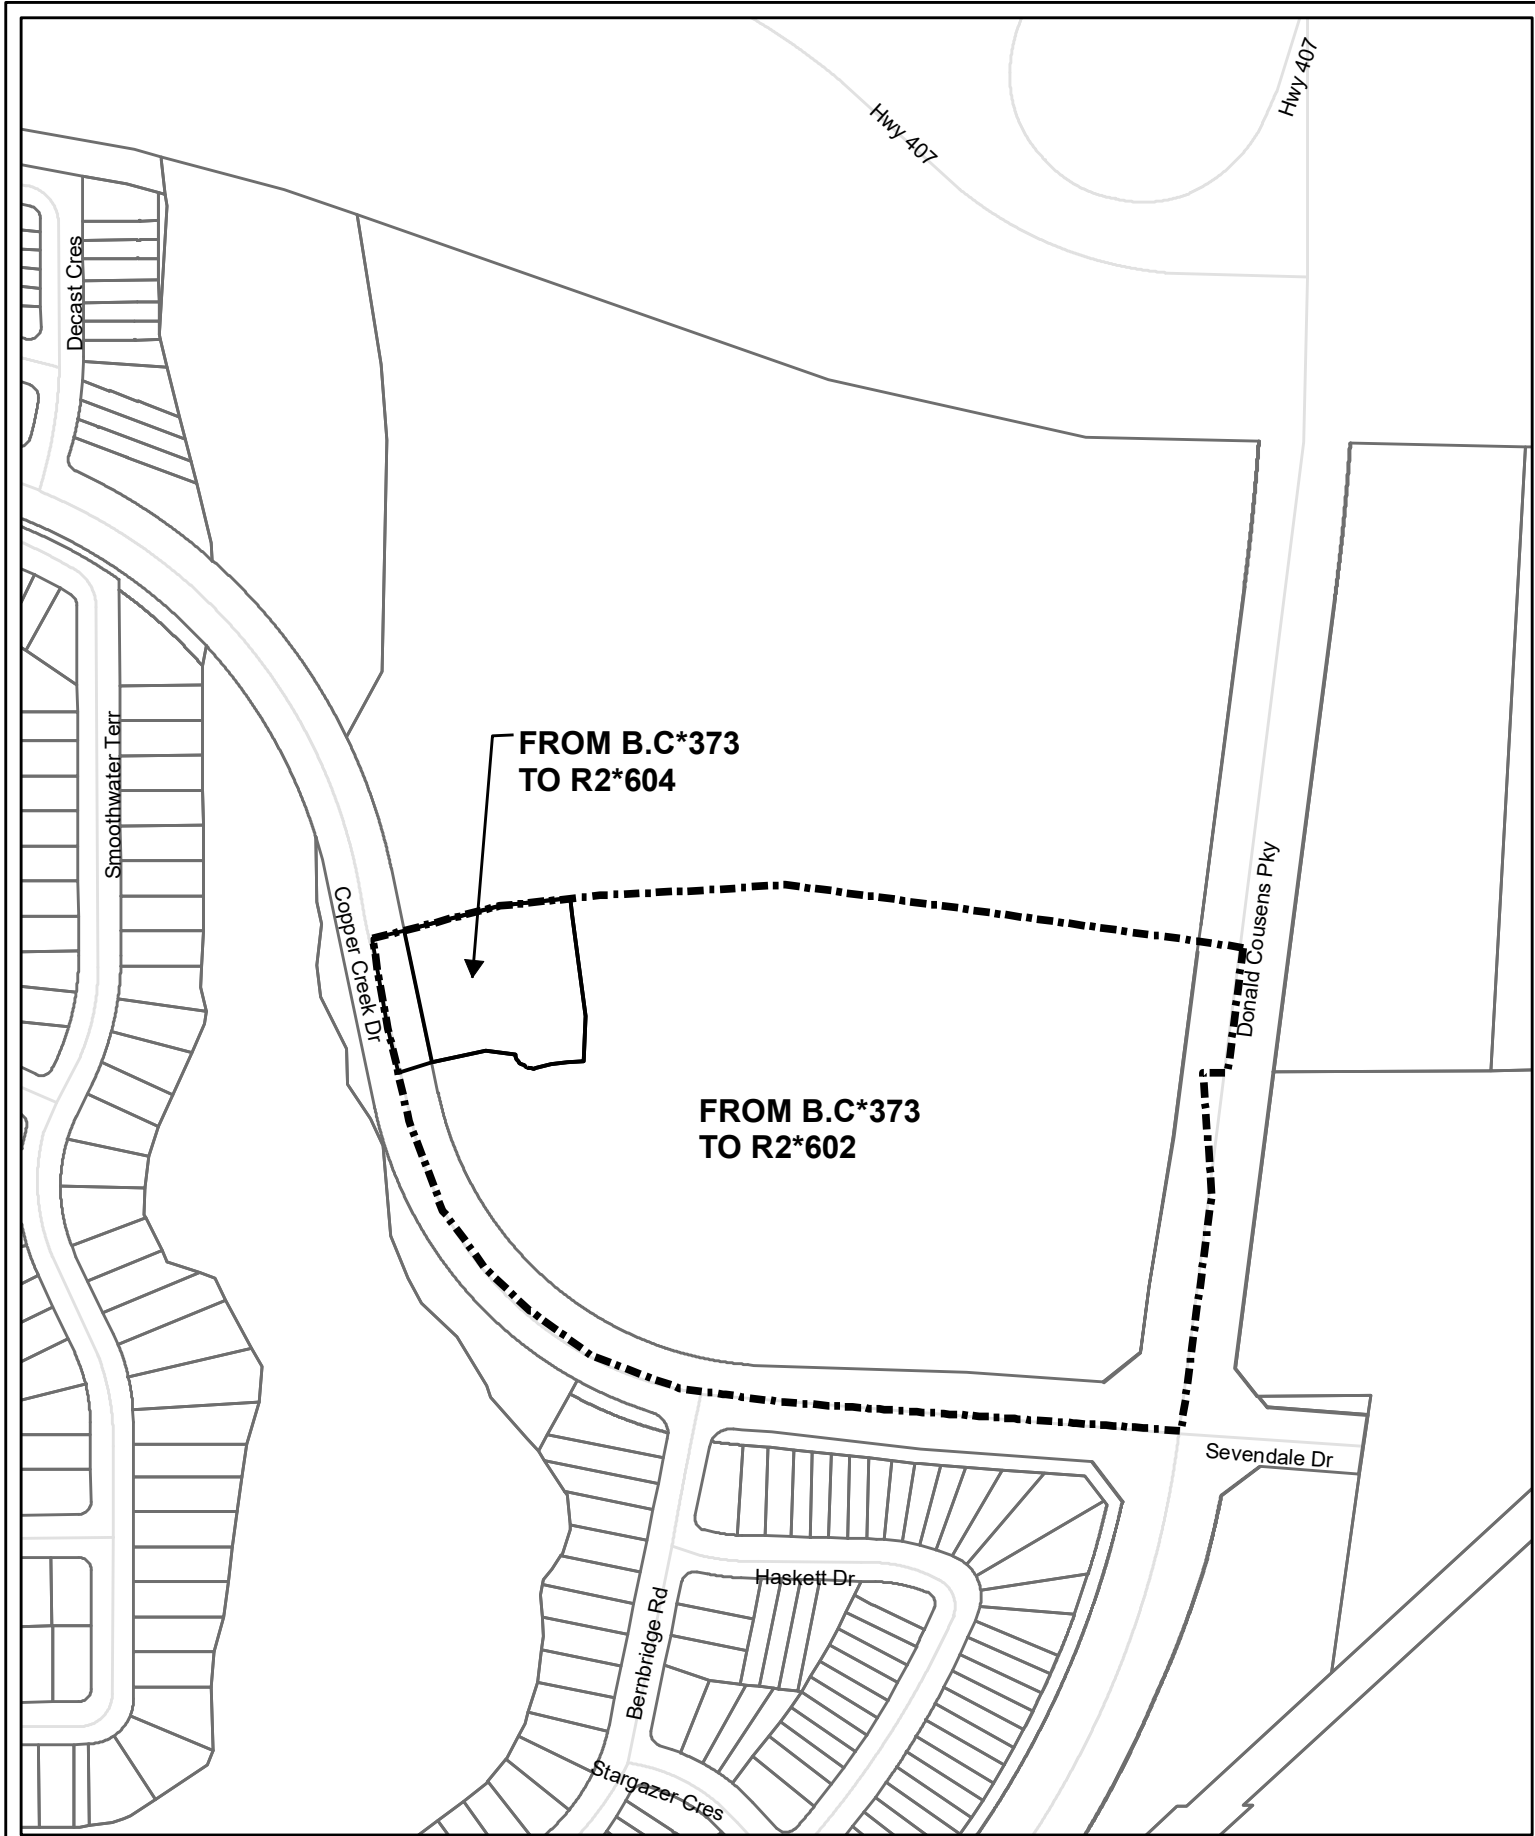 Hwy 407
Hwy 407
Decast Cres
Smoothwater Terr
FROM B.C*373
TO R2*604
Copper Creek Dr
Donald Cousens Pky
FROM B.C*373
TO R2*602
Sevendale Dr
Haskett Dr
Bernbridge Rd
Stargazer Cres